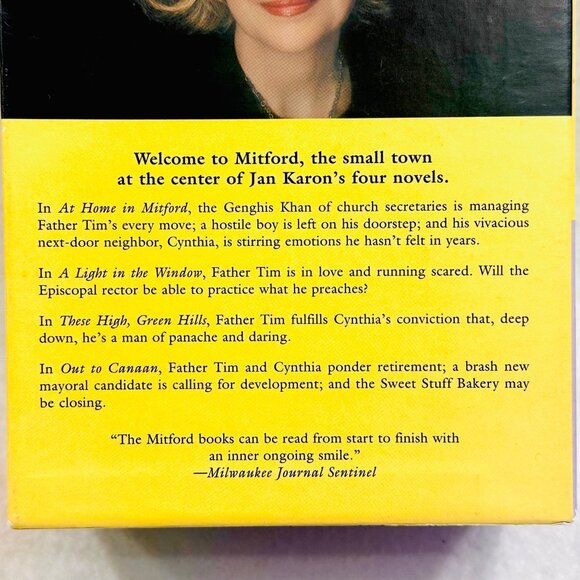 Welcome to Mitford, the small town
at the center of Jan Karon's four novels.
In At Home in Mitford, the Genghis Khan of church secretaries is managing
Father Tim's every move; a hostile boy is left on his doorstep; and his vivacious
next-door neighbor, Cynthia, is stirring emotions he hasn't felt in years.
In A Light in the Window, Father Tim is in love and running scared. Will the
Episcopal rector be able to practice what he preaches?
In These High, Green Hills, Father Tim fulfills Cynthia's conviction that, deep
down, he's a man of panache and daring.
In Out to Canaan, Father Tim and Cynthia ponder retirement; a brash new
mayoral candidate is calling for development; and the Sweet Stuff Bakery may
be closing.
“The Mitford books can be read from start to finish with
an inner ongoing smile.”
—Milwaukee Journal Sentinel